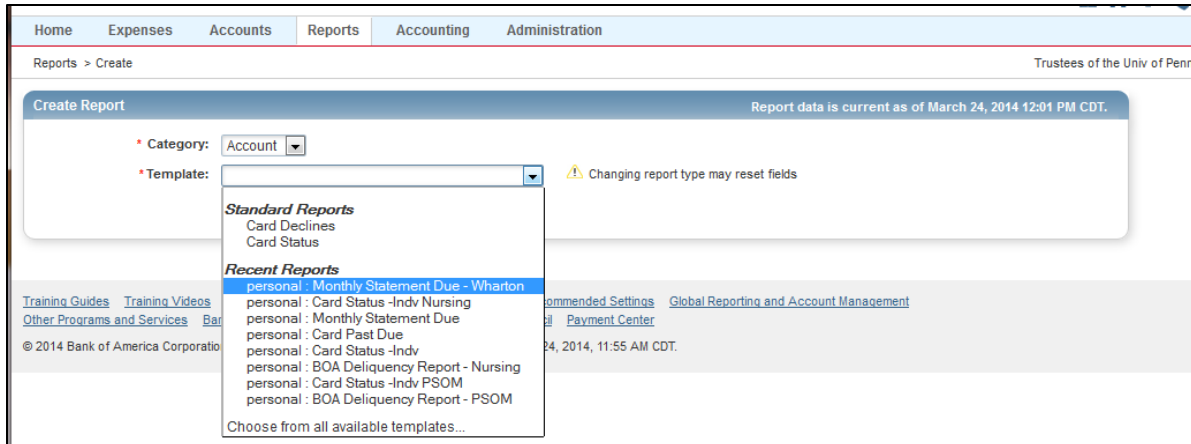 Home Expenses Accounts Reports Accounting Administration
Reports > Create Trustees of the Univ of Penn
Create Report Report data is current as of March 24, 2014 12:01 PM CDT.
* Category: Account
* Template: Changing report type may reset fields
Standard Reports
Card Declines
Card Status
Recent Reports
personal : Monthly Statement Due - Wharton
personal : Card Status -Indv Nursing
personal : Monthly Statement Due
personal : Card Past Due
personal : Card Status -Indv
personal : BOA Deliquency Report - Nursing
personal : Card Status -Indv PSOM
personal : BOA Deliquency Report - PSOM
Choose from all available templates...
Training Guides Training Videos ommended Settings Global Reporting and Account Management
Other Programs and Services Ban cil Payment Center
© 2014 Bank of America Corporatio 24, 2014, 11:55 AM CDT.